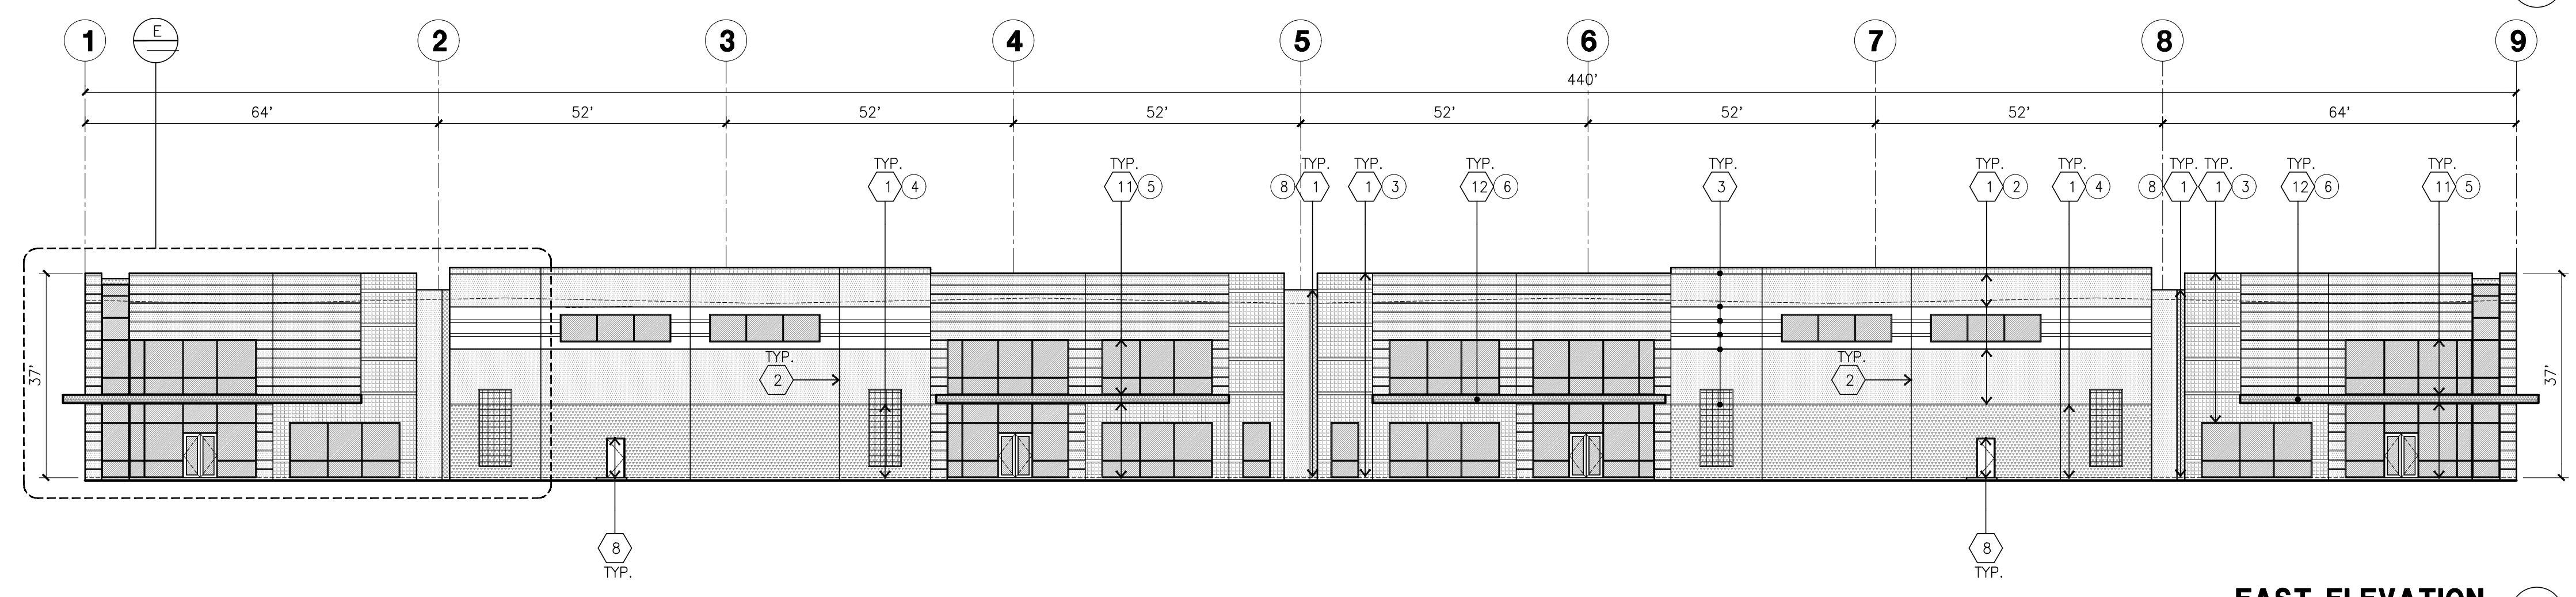 1 E 2 3 4 5 6 7 8 9
440'
64' 52' 52' 52' 52' 52' 52' 64'
TYP. TYP. TYP. TYP. TYP. TYP. TYP. TYP. TYP. TYP. TYP. TYP.
1 4 11 5 8 1 1 3 12 6 3 1 2 1 4 8 1 1 3 12 6 11 5
37' 37'
TYP. TYP.
2 2
8 8
TYP. TYP.
EAST ELEVATION